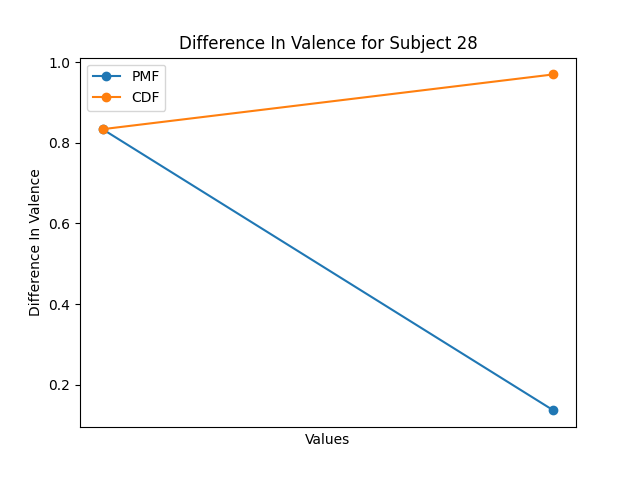 Difference In Valence for Subject 28
1.0
0.8
0.6
0.4
0.2
Difference In Valence
PMF
CDF
Values